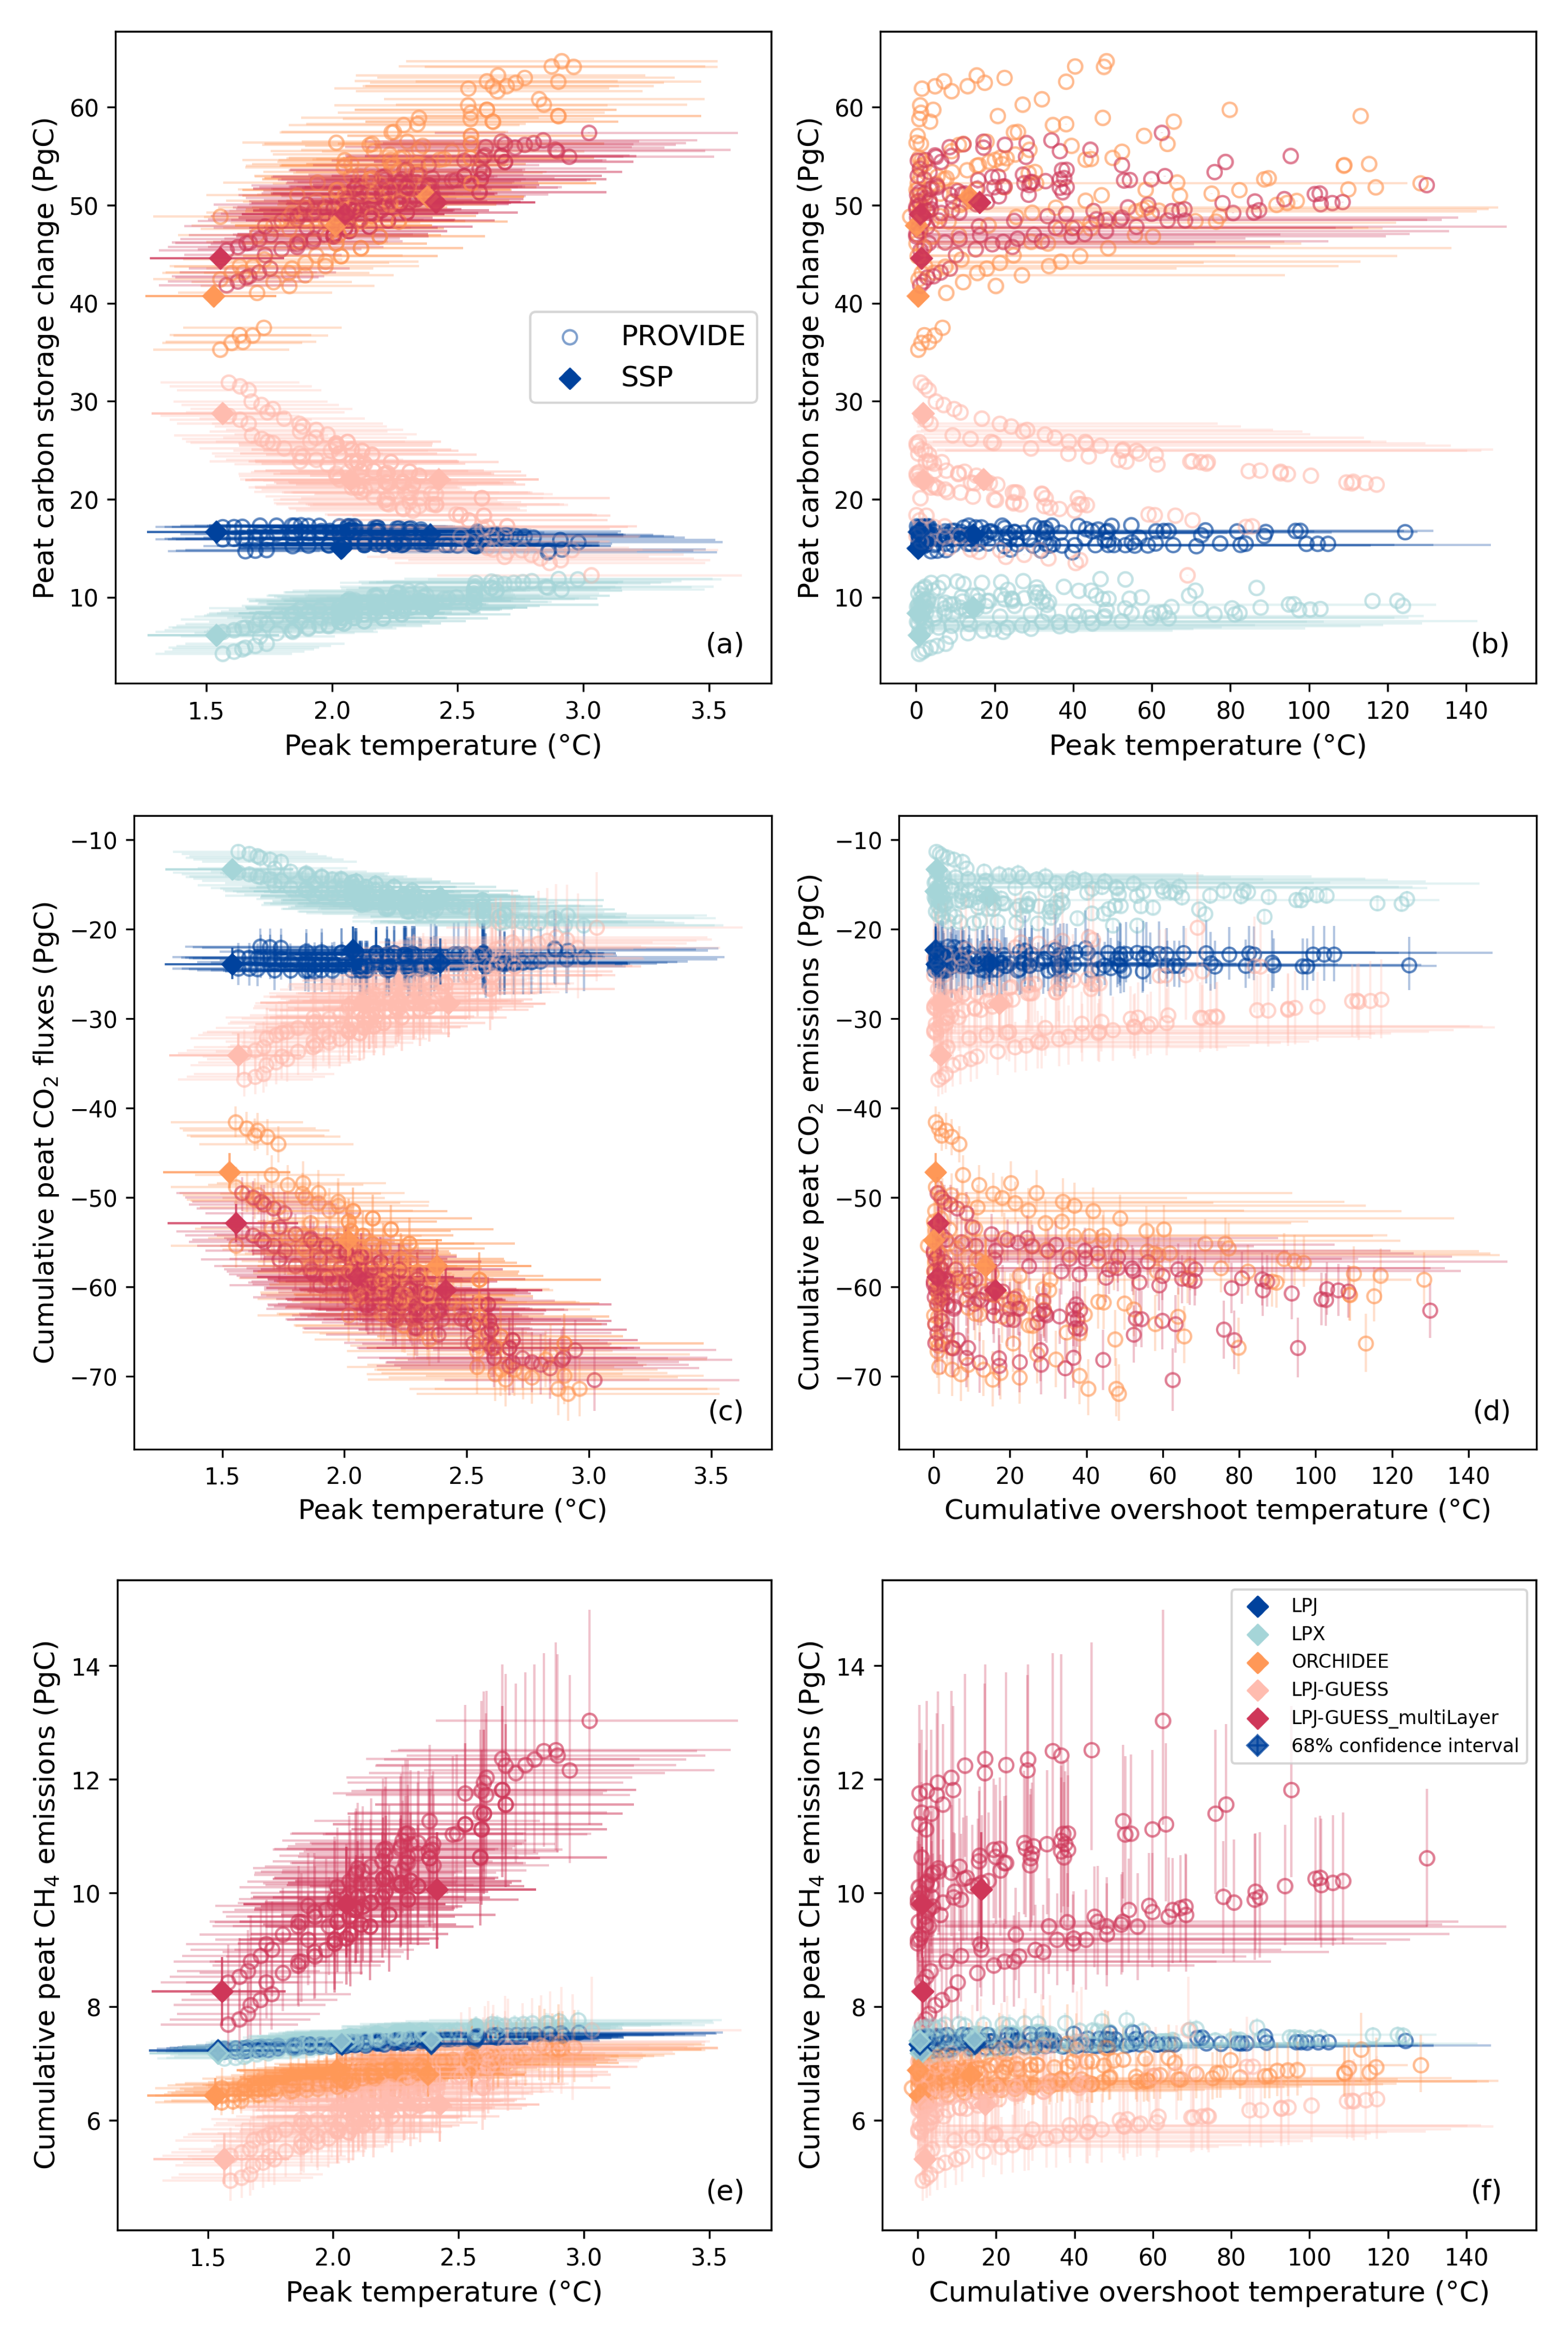 Peat carbon storage change (PgC)
60
50
40
30
20
10
PROVIDE
SSP
(a)
1.5 2.0 2.5 3.0 3.5
Peak temperature (°C)
Peat carbon storage change (PgC)
60
50
40
30
20
10
(b)
0 20 40 60 80 100 120 140
Peak temperature (°C)
Cumulative peat CO₂ fluxes (PgC)
−10
−20
−30
−40
−50
−60
−70
(c)
1.5 2.0 2.5 3.0 3.5
Peak temperature (°C)
Cumulative peat CO₂ emissions (PgC)
−10
−20
−30
−40
−50
−60
−70
(d)
0 20 40 60 80 100 120 140
Cumulative overshoot temperature (°C)
Cumulative peat CH₄ emissions (PgC)
14
12
10
8
6
(e)
1.5 2.0 2.5 3.0 3.5
Peak temperature (°C)
Cumulative peat CH₄ emissions (PgC)
14
12
10
8
6
LPJ
LPX
ORCHIDEE
LPJ-GUESS
LPJ-GUESS_multiLayer
68% confidence interval
(f)
0 20 40 60 80 100 120 140
Cumulative overshoot temperature (°C)